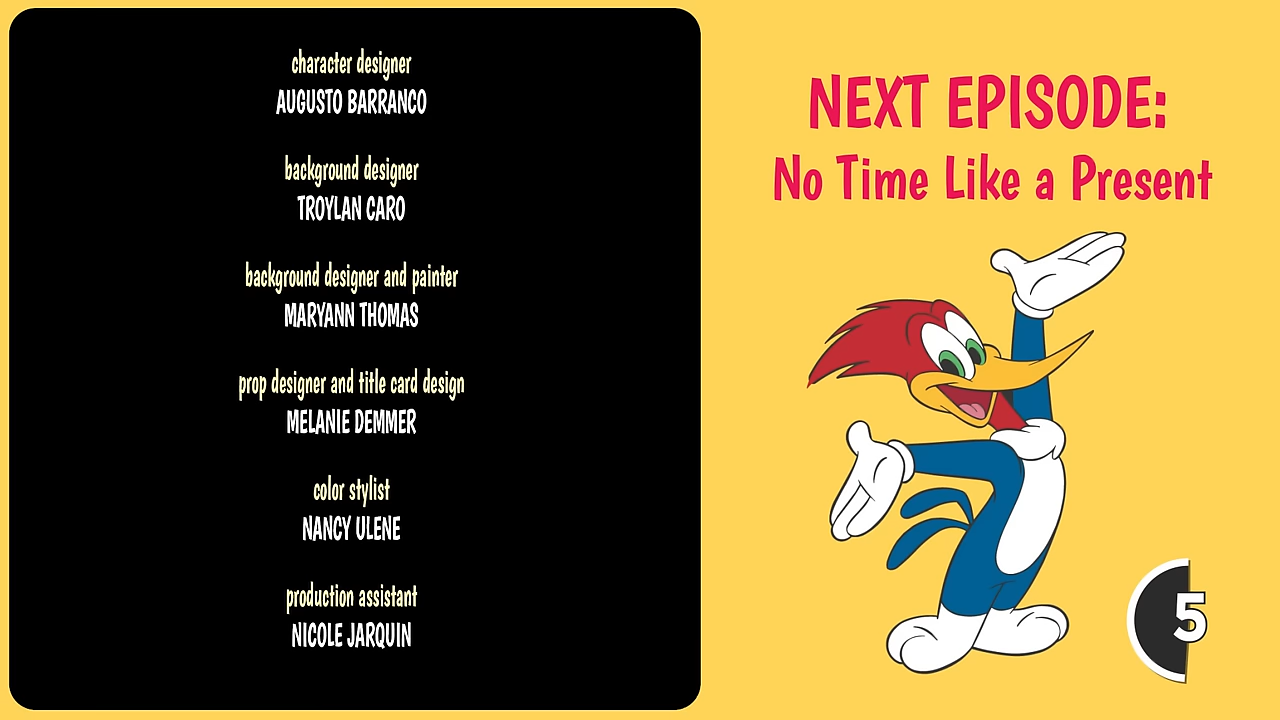 character designer
AUGUSTO BARRANCO
background designer
TROYLAN CARO
background designer and painter
MARYANN THOMAS
prop designer and title card design
MELANIE DEMMER
color stylist
NANCY ULENE
production assistant
NICOLE JARQUIN
NEXT EPISODE:
No Time Like a Present
5